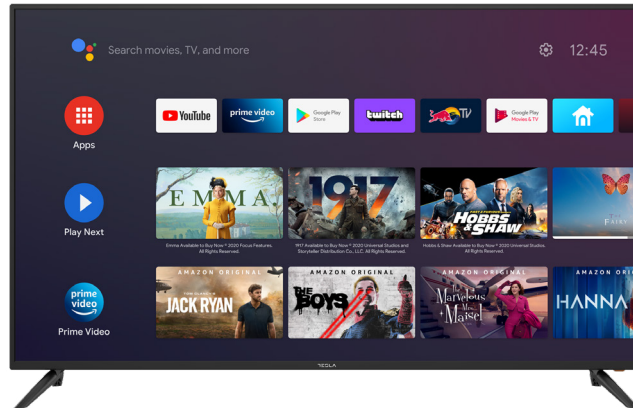 Search movies, TV, and more
12:45
Apps
YouTube
prime video
Google Play
Store
twitch
TV
Google Play
Movies & TV
Play Next
EMMA.
Emma Available to Buy Now © 2020 Focus Features.
All Rights Reserved.
1917
1917 Available to Buy Now © 2020 Universal Studios and
Storyteller Distribution Co., LLC. All Rights Reserved.
FAST & FURIOUS
HOBBS
& SHAW
Hobbs & Shaw Available to Buy Now © 2020 Universal Studios.
All Rights Reserved.
prime
video
Prime Video
AMAZON ORIGINAL
JACK RYAN
AMAZON ORIGINAL
THE
BOYS
AMAZON ORIGINAL
The
Marvelous
Mrs.
Maisel
AMAZON ORI
HANNA
TESLA